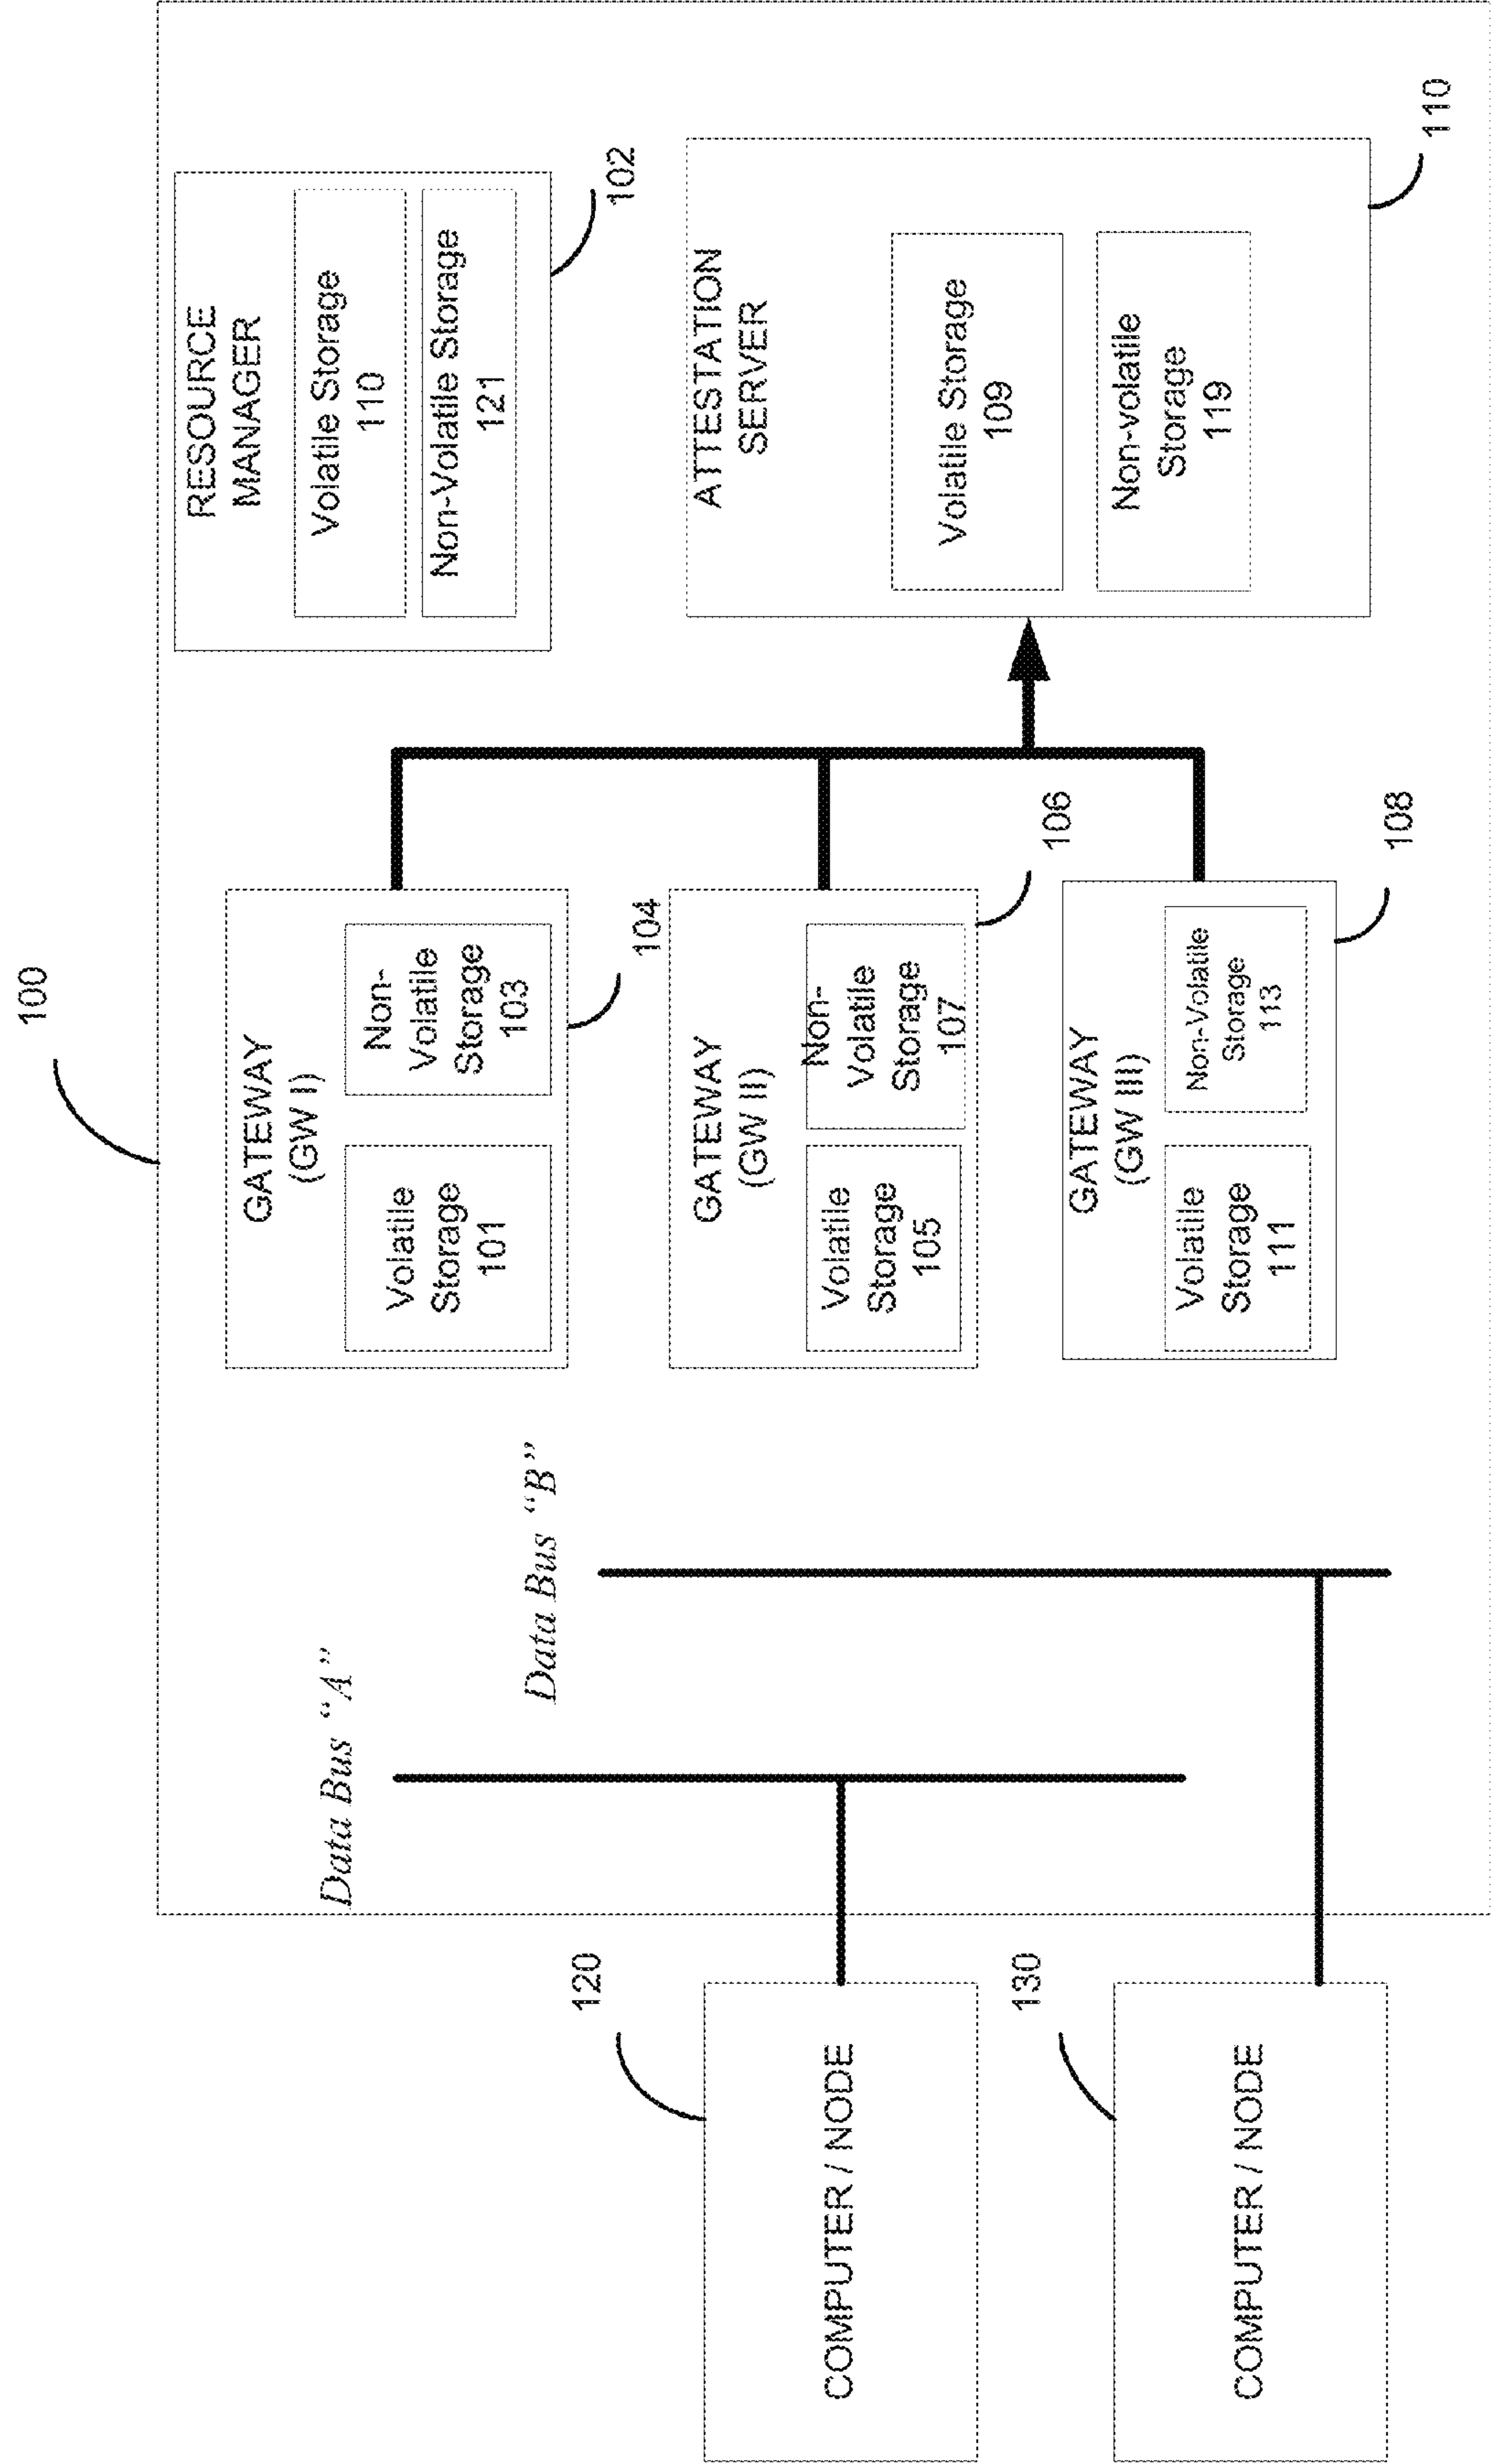 100
RESOURCE
MANAGER
Volatile Storage
110
Non-Volatile Storage
121
102
ATTESTATION
SERVER
Volatile Storage
109
Non-volatile
Storage
119
110
GATEWAY
(GW I)
Volatile
Storage
101
Non-
Volatile
Storage
103
104
GATEWAY
(GW II)
Volatile
Storage
105
Non-
Volatile
Storage
107
106
GATEWAY
(GW III)
Volatile
Storage
111
Non-Volatile
Storage
113
108
Data Bus “A”
Data Bus “B”
120
COMPUTER / NODE
130
COMPUTER / NODE